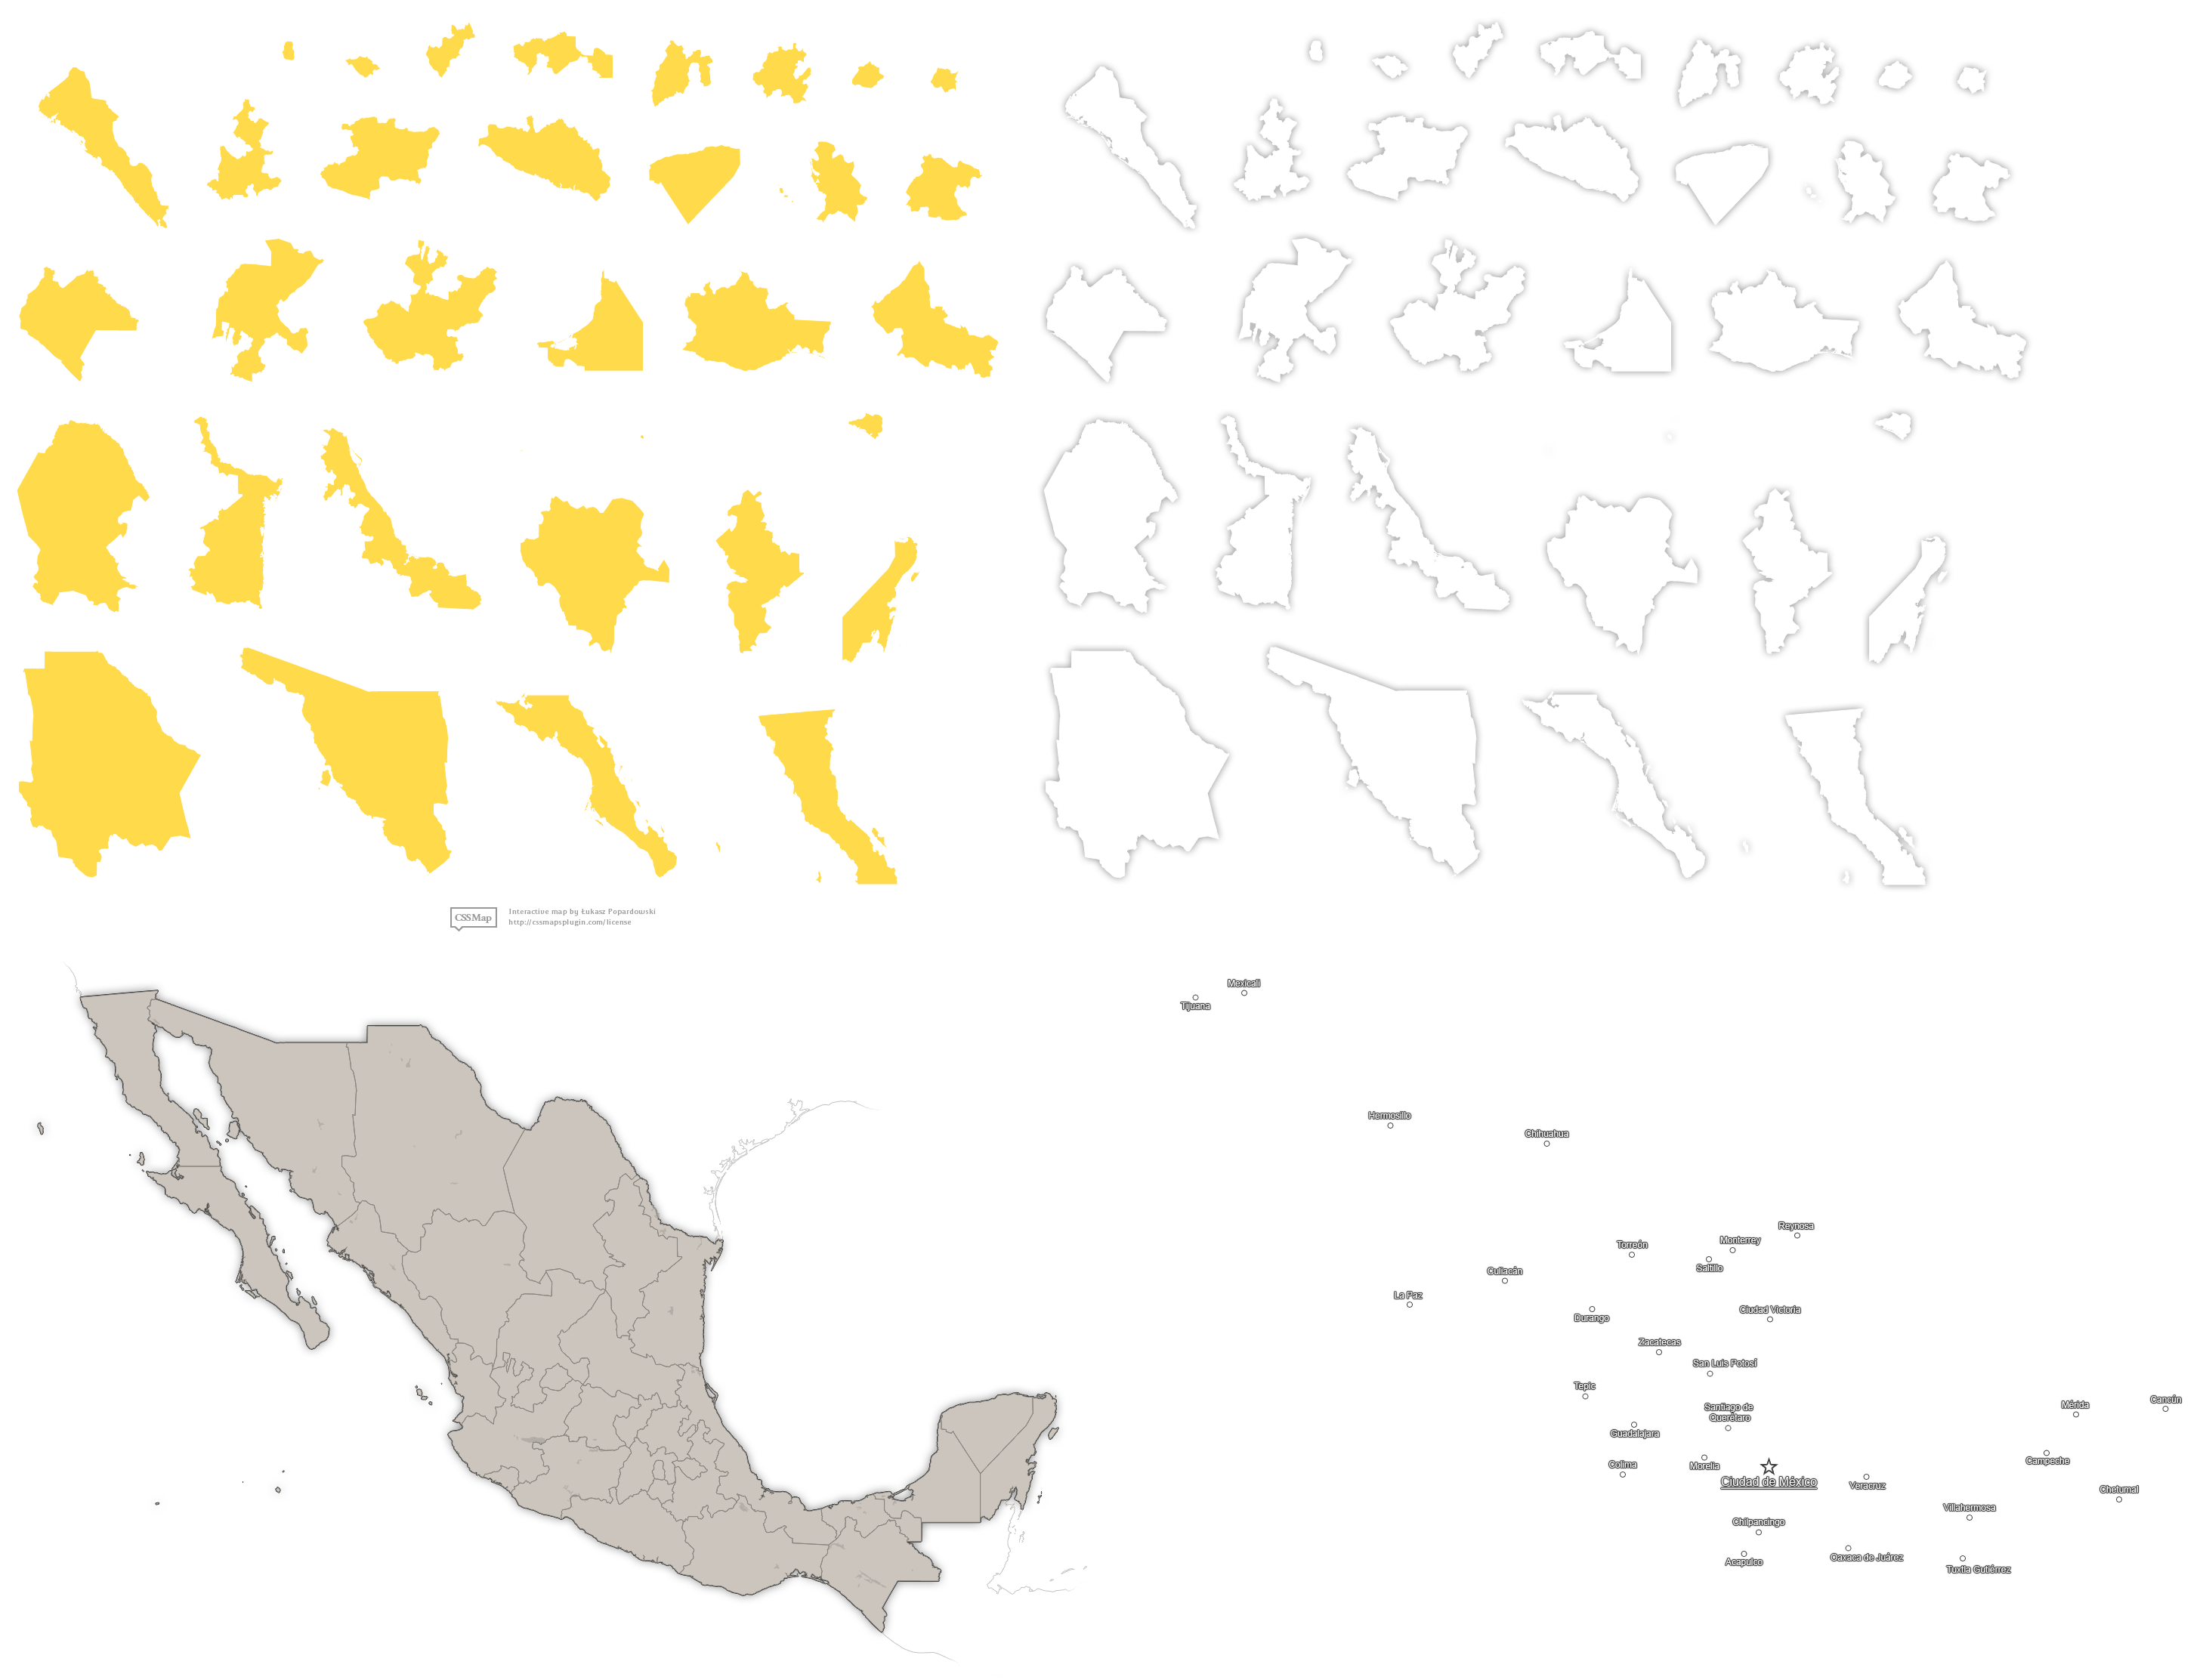 CSSMap
Interactive map by Łukasz Popardowski
http://cssmapsplugin.com/license
Mexicali
Tijuana
Hermosillo
Chihuahua
Reynosa
Monterrey
Torreón
Saltillo
Culiacán
La Paz
Ciudad Victoria
Durango
Zacatecas
San Luis Potosí
Tepic
Cancún
Mérida
Santiago de
Querétaro
Guadalajara
Campeche
Colima
Morelia
Ciudad de México
Veracruz
Chetumal
Villahermosa
Chilpancingo
Acapulco
Oaxaca de Juárez
Tuxtla Gutiérrez